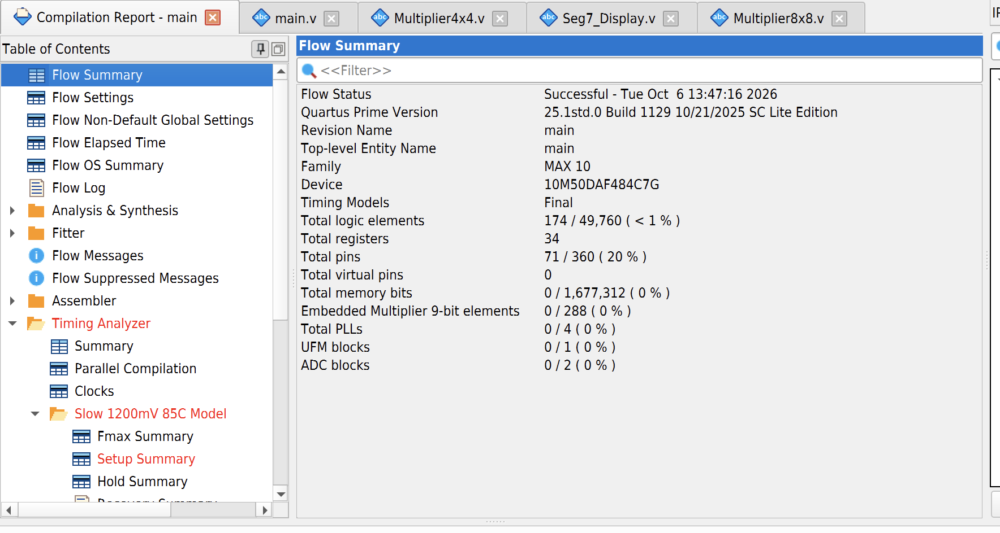 Compilation Report - main
abc main.v
abc Multiplier4x4.v
abc Seg7_Display.v
abc Multiplier8x8.v
Table of Contents
Flow Summary
Flow Settings
Flow Non-Default Global Settings
Flow Elapsed Time
Flow OS Summary
Flow Log
Analysis & Synthesis
Fitter
Flow Messages
Flow Suppressed Messages
Assembler
Timing Analyzer
Summary
Parallel Compilation
Clocks
Slow 1200mV 85C Model
Fmax Summary
Setup Summary
Hold Summary
Recovery Summary
Flow Summary
<<Filter>>
Flow Status Successful - Tue Oct  6 13:47:16 2026
Quartus Prime Version 25.1std.0 Build 1129 10/21/2025 SC Lite Edition
Revision Name main
Top-level Entity Name main
Family MAX 10
Device 10M50DAF484C7G
Timing Models Final
Total logic elements 174 / 49,760 ( < 1 % )
Total registers 34
Total pins 71 / 360 ( 20 % )
Total virtual pins 0
Total memory bits 0 / 1,677,312 ( 0 % )
Embedded Multiplier 9-bit elements 0 / 288 ( 0 % )
Total PLLs 0 / 4 ( 0 % )
UFM blocks 0 / 1 ( 0 % )
ADC blocks 0 / 2 ( 0 % )